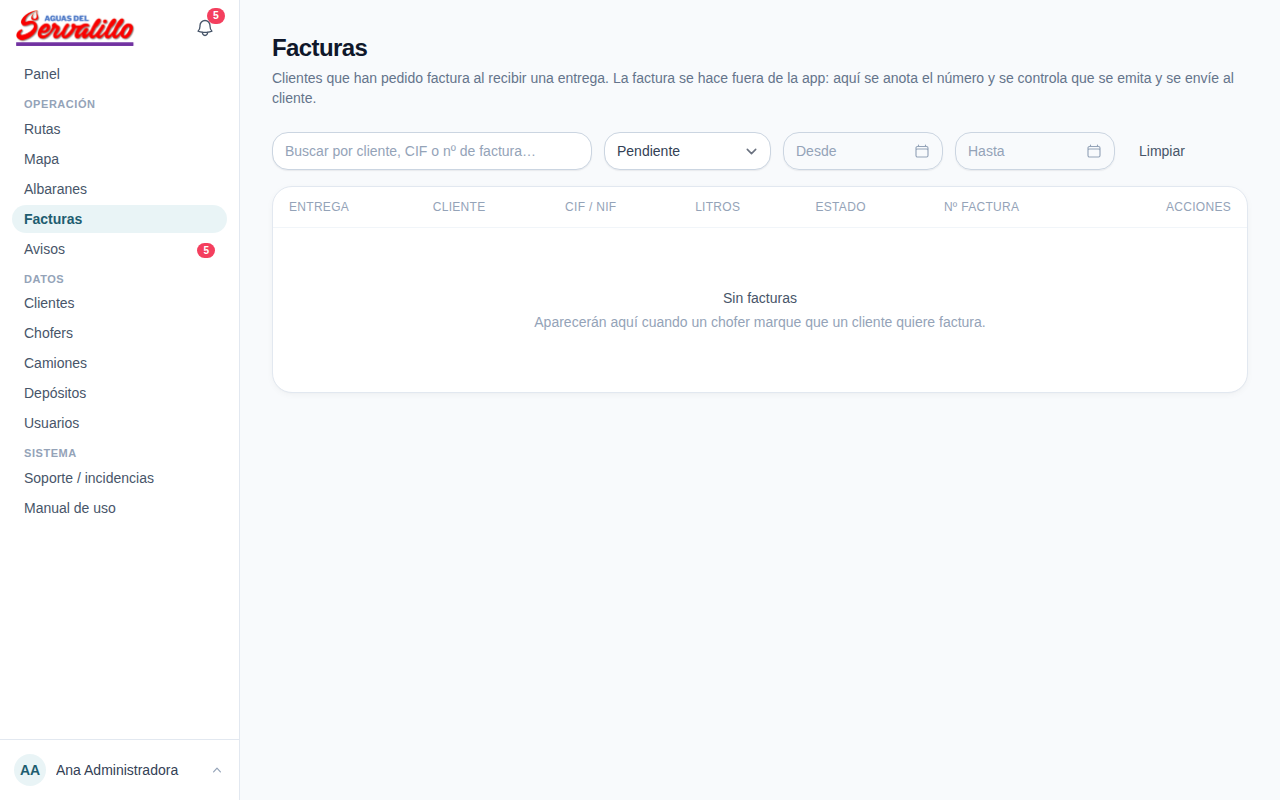 AGUAS DEL
Servalillo
5
Panel
OPERACIÓN
Rutas
Mapa
Albaranes
Facturas
Avisos
5
DATOS
Clientes
Chofers
Camiones
Depósitos
Usuarios
SISTEMA
Soporte / incidencias
Manual de uso
AA
Ana Administradora
Facturas
Clientes que han pedido factura al recibir una entrega. La factura se hace fuera de la app: aquí se anota el número y se controla que se emita y se envíe al
cliente.
Buscar por cliente, CIF o nº de factura…
Pendiente
Desde
Hasta
Limpiar
ENTREGA CLIENTE CIF / NIF LITROS ESTADO Nº FACTURA ACCIONES
Sin facturas
Aparecerán aquí cuando un chofer marque que un cliente quiere factura.